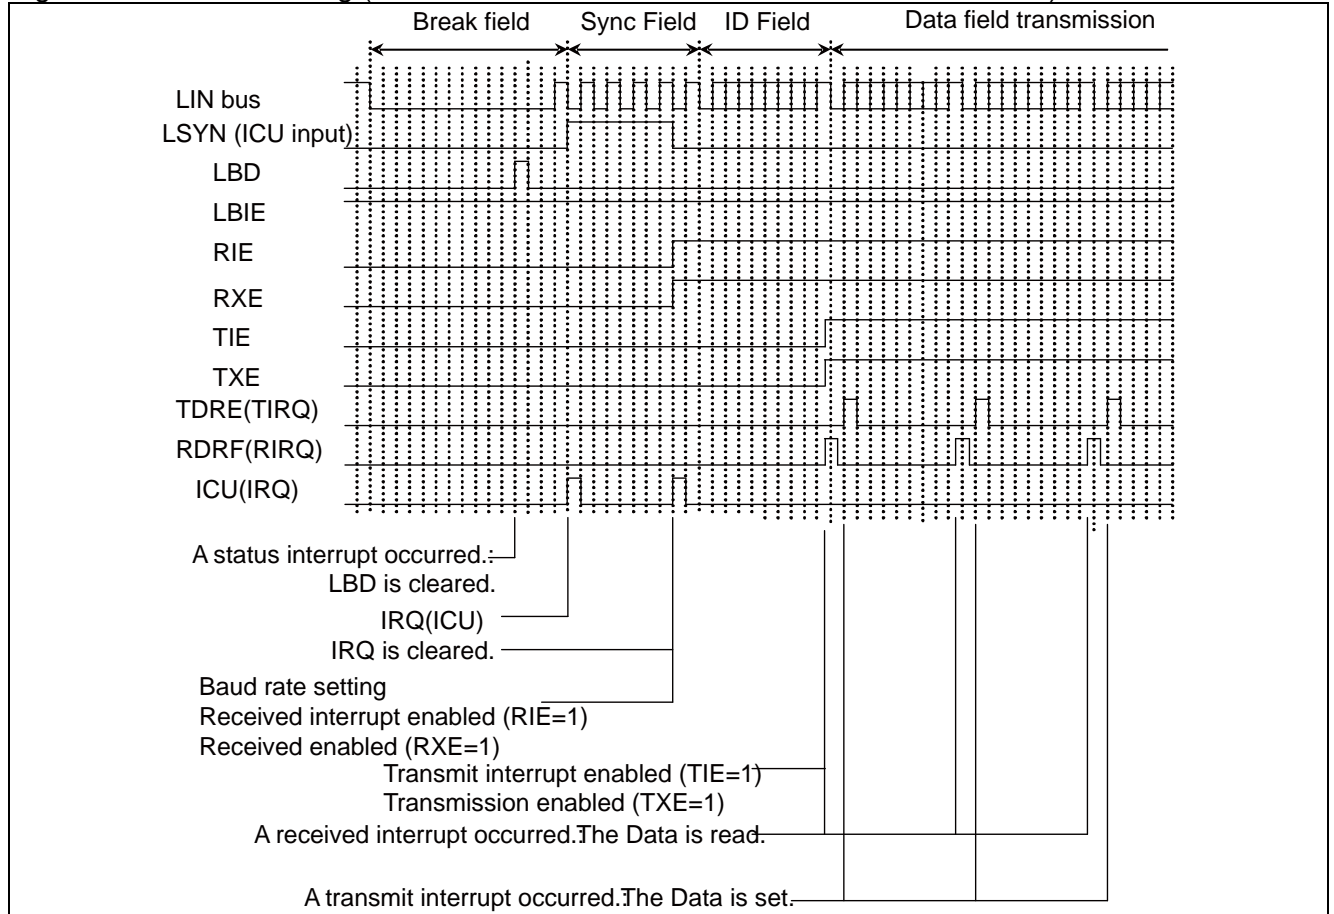 Break field Sync Field ID Field Data field transmission
LIN bus
LSYN (ICU input)
LBD
LBIE
RIE
RXE
TIE
TXE
TDRE(TIRQ)
RDRF(RIRQ)
ICU(IRQ)
A status interrupt occurred.:
LBD is cleared.
IRQ(ICU)
IRQ is cleared.
Baud rate setting
Received interrupt enabled (RIE=1)
Received enabled (RXE=1)
Transmit interrupt enabled (TIE=1)
Transmission enabled (TXE=1)
A received interrupt occurred.:The Data is read.
A transmit interrupt occurred.:The Data is set.